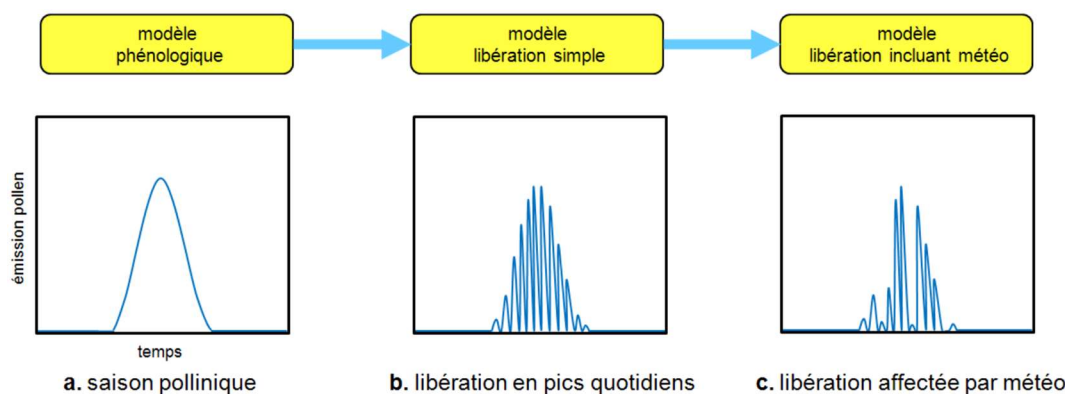 modèle
phénologique
modèle
libération simple
modèle
libération incluant météo
émission pollen
temps
a. saison pollinique
b. libération en pics quotidiens
c. libération affectée par météo